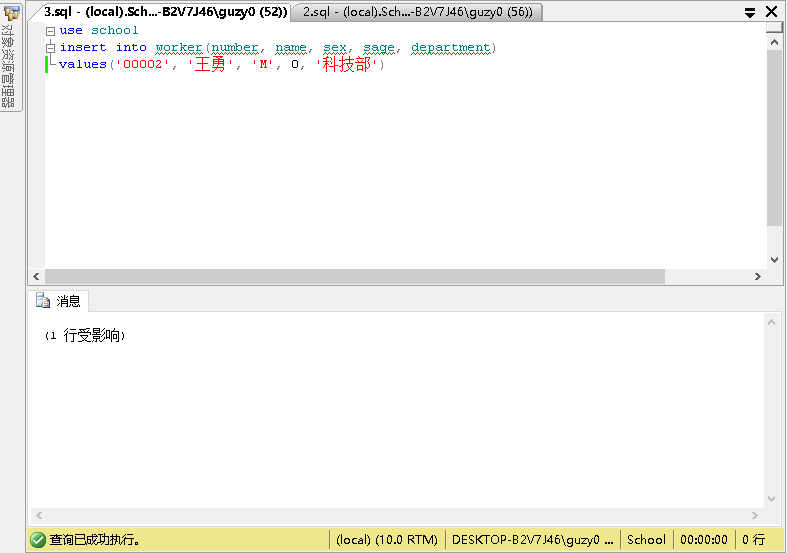 3.sql - (local).Sch...-B2V7J46\guzy0 (52))
2.sql - (local).Sch...-B2V7J46\guzy0 (56))
对象资源管理器
use school
insert into worker(number, name, sex, sage, department)
values('00002', '王勇', 'M', 0, '科技部')
消息
(1 行受影响)
查询已成功执行。
(local) (10.0 RTM)
DESKTOP-B2V7J46\guzy0 ...
School
00:00:00
0 行